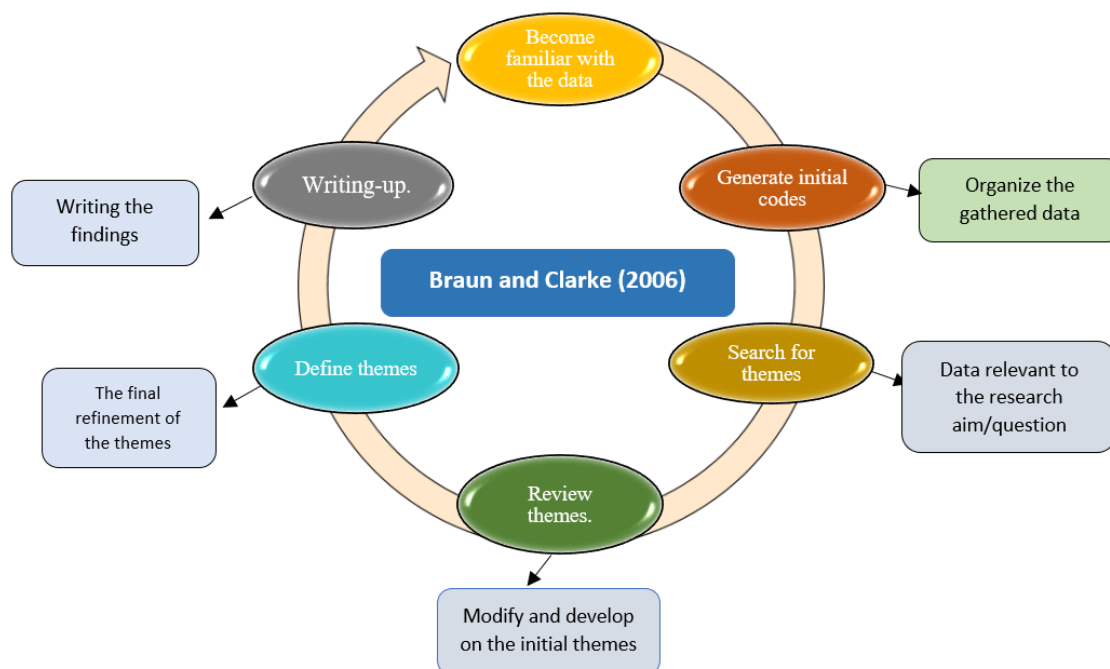 Become
familiar with
the data
Generate initial
codes
Organize the
gathered data
Search for
themes
Data relevant to
the research
aim/question
Review
themes.
Modify and develop
on the initial themes
Define themes
The final
refinement of
the themes
Writing-up.
Writing the
findings
Braun and Clarke (2006)